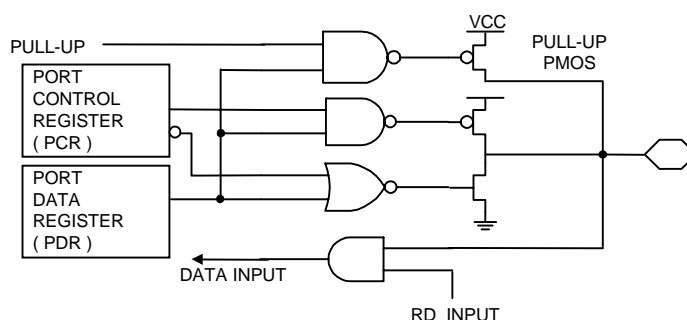 VCC
PULL-UP
PULL-UP
PMOS
PORT
CONTROL
REGISTER
( PCR )
PORT
DATA
REGISTER
( PDR )
DATA INPUT
RD INPUT